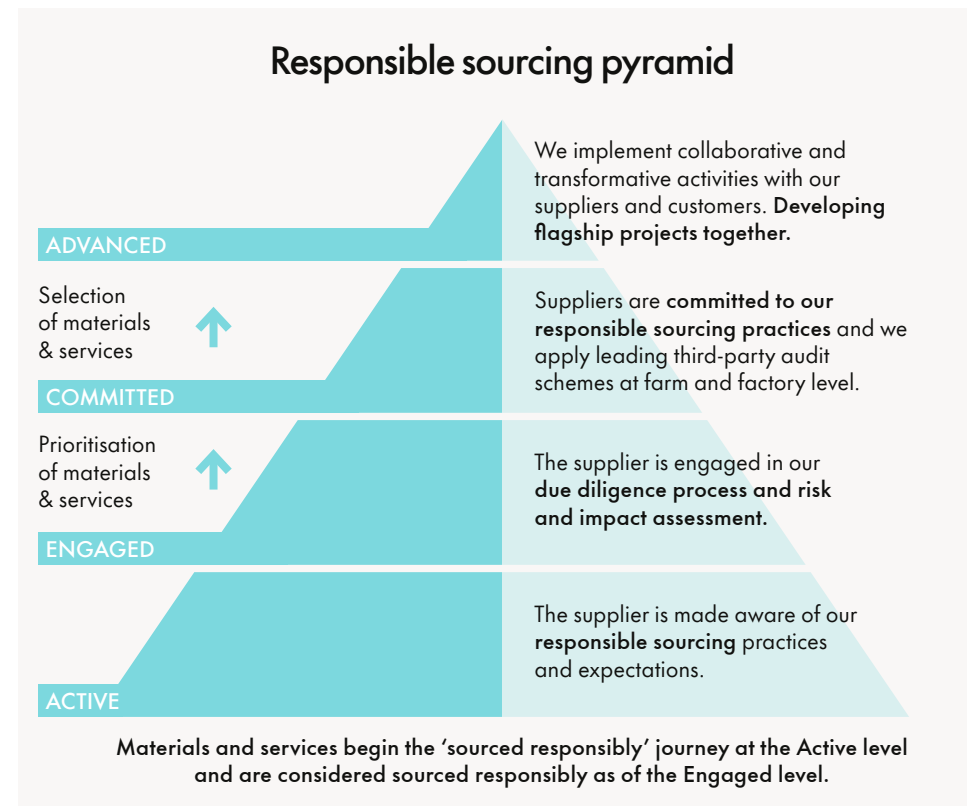 Responsible sourcing pyramid
We implement collaborative and
transformative activities with our
suppliers and customers. Developing
flagship projects together.
ADVANCED
Selection
of materials
& services
Suppliers are committed to our
responsible sourcing practices and we
apply leading third-party audit
schemes at farm and factory level.
COMMITTED
Prioritisation
of materials
& services
The supplier is engaged in our
due diligence process and risk
and impact assessment.
ENGAGED
The supplier is made aware of our
responsible sourcing practices
and expectations.
ACTIVE
Materials and services begin the ‘sourced responsibly’ journey at the Active level
and are considered sourced responsibly as of the Engaged level.